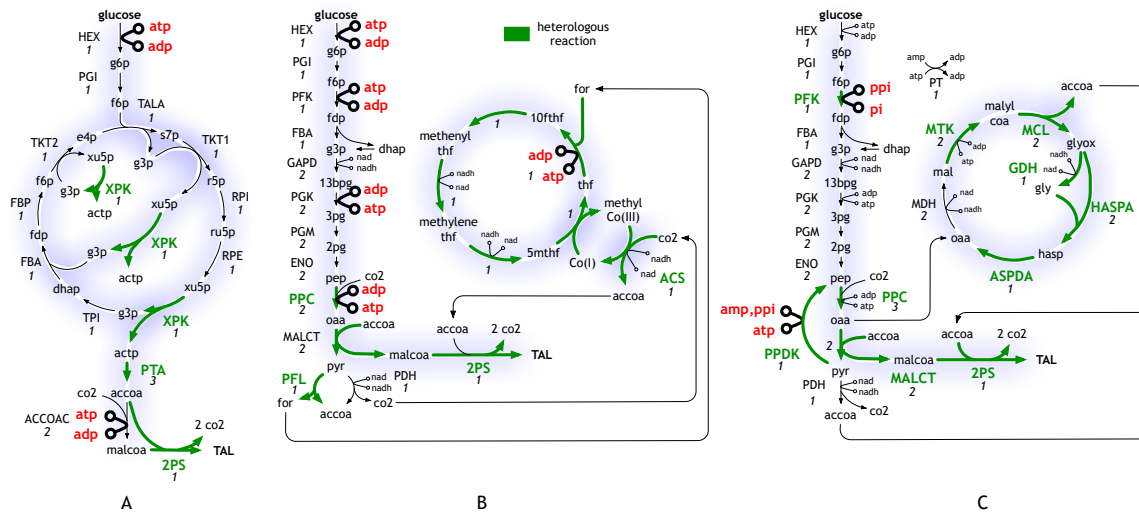 glucose
HEX
1
atp
adp
g6p
PGI
1
f6p
TALA
1
TKT2
1
e4p
s7p
TKT1
1
xu5p
g3p
f6p
g3p
XPK
1
actp
r5p
FBP
1
xu5p
RPI
1
fdp
g3p
XPK
1
ru5p
actp
FBA
1
RPE
1
dhap
xu5p
TPI
1
g3p
XPK
1
actp
PTA
3
accoa
co2
ACCOAC
2
atp
adp
2 co2
malcoa
TAL
2PS
1
A
glucose
HEX
1
atp
adp
g6p
PGI
1
f6p
PFK
1
atp
adp
fdp
FBA
1
g3p
dhap
GAPD
2
nad
nadh
13bpg
PGK
2
adp
atp
3pg
PGM
2
2pg
ENO
2
pep
co2
PPC
2
adp
atp
oaa
MALCT
2
accoa
malcoa
pyr
PFL
1
for
nad
nadh
PDH
1
accoa
co2
accoa
2 co2
2PS
1
TAL
heterologous
reaction
for
10fthf
1
methenyl
thf
adp
1
atp
nadh
nad
1
thf
methylene
thf
nadh
nad
1
5mthf
1
methyl
Co(III)
co2
Co(I)
nadh
nad
ACS
1
accoa
B
glucose
HEX
1
atp
adp
g6p
PGI
1
f6p
PFK
1
ppi
pi
fdp
FBA
1
g3p
dhap
GAPD
2
nad
nadh
13bpg
PGK
2
adp
atp
3pg
PGM
2
2pg
ENO
2
pep
co2
adp
atp
PPC
3
amp,ppi
atp
PPDK
1
oaa
2
accoa
malcoa
MALCT
2
pyr
PDH
1
nad
nadh
accoa
co2
accoa
2 co2
2PS
1
TAL
amp
adp
atp
adp
PT
1
accoa
malyl
coa
MTK
2
adp
atp
MCL
2
glyox
GDH
1
nadh
nad
gly
mal
MDH
2
nad
nadh
HASPA
2
oaa
hasp
ASPDA
1
C